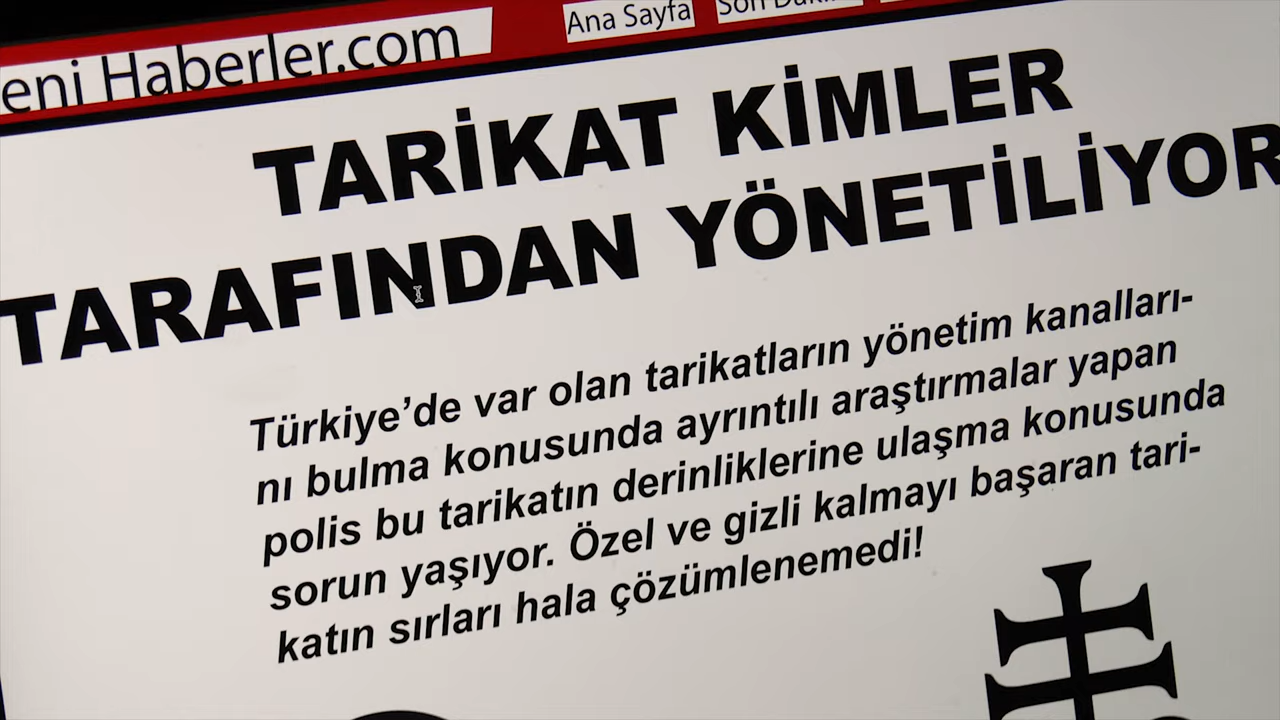 eni Haberler.com
Ana Sayfa
Son
TARİKAT KİMLER
TARAFINDAN YÖNETİLİYOR
Türkiye’de var olan tarikatların yönetim kanalları-
nı bulma konusunda ayrıntılı araştırmalar yapan
polis bu tarikatın derinliklerine ulaşma konusunda
sorun yaşıyor. Özel ve gizli kalmayı başaran tari-
katın sırları hala çözümlenemedi!